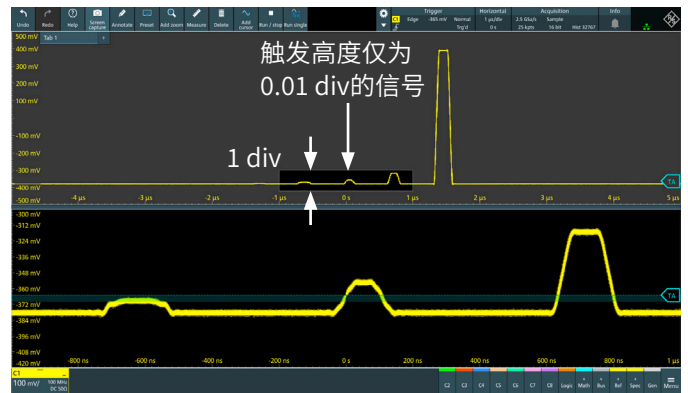 Undo Redo Help Screen capture Annotate Preset Add zoom Measure Delete Add cursor Run / stop Run single
Trigger Horizontal Acquisition Info
C1 Edge -365 mV Normal 1 µs/div 2.5 GSa/s Sample
Trg'd 0 s 25 kpts 16 bit Hist 32767
500 mV Tab 1 +
400 mV
300 mV
200 mV
100 mV
-100 mV
-200 mV
-300 mV
-400 mV
-500 mV
触发高度仅为
0.01 div的信号
1 div
TA
-4 µs -3 µs -2 µs -1 µs 0 s 1 µs 2 µs 3 µs 4 µs 5 µs
-300 mV
-312 mV
-324 mV
-336 mV
-348 mV
-360 mV
-372 mV
-384 mV
-396 mV
-408 mV
-420 mV
TA
-800 ns -600 ns -400 ns -200 ns 0 s 200 ns 400 ns 600 ns 800 ns 1 µs
C1
100 mV/ 100 MHz
DC 50Ω
C2 C3 C4 C5 C6 C7 C8 Logic Math Bus Ref Spec Gen Menu